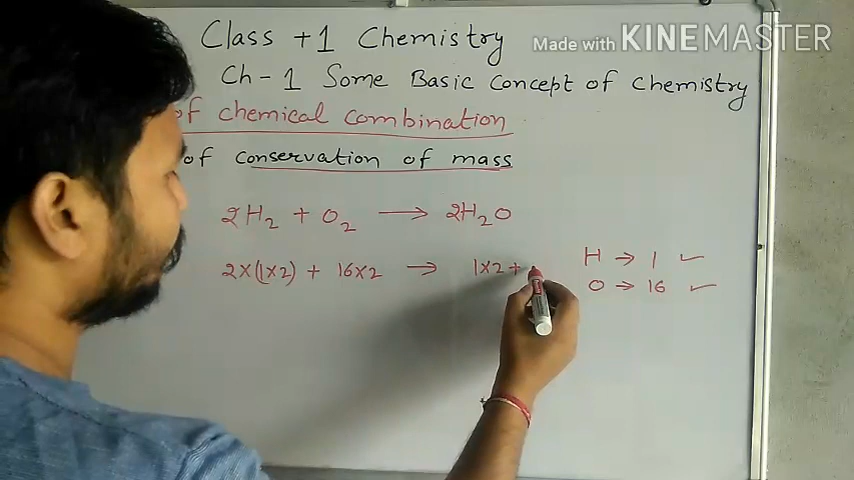 Class +1 Chemistry
Made with KINEMASTER
Ch-1 Some Basic Concept of Chemistry
of chemical combination
of conservation of mass
2H₂ + O₂ → 2H₂O
2×(1×2) + 16×2 → 1×2 +
H → 1 ✓
O → 16 ✓